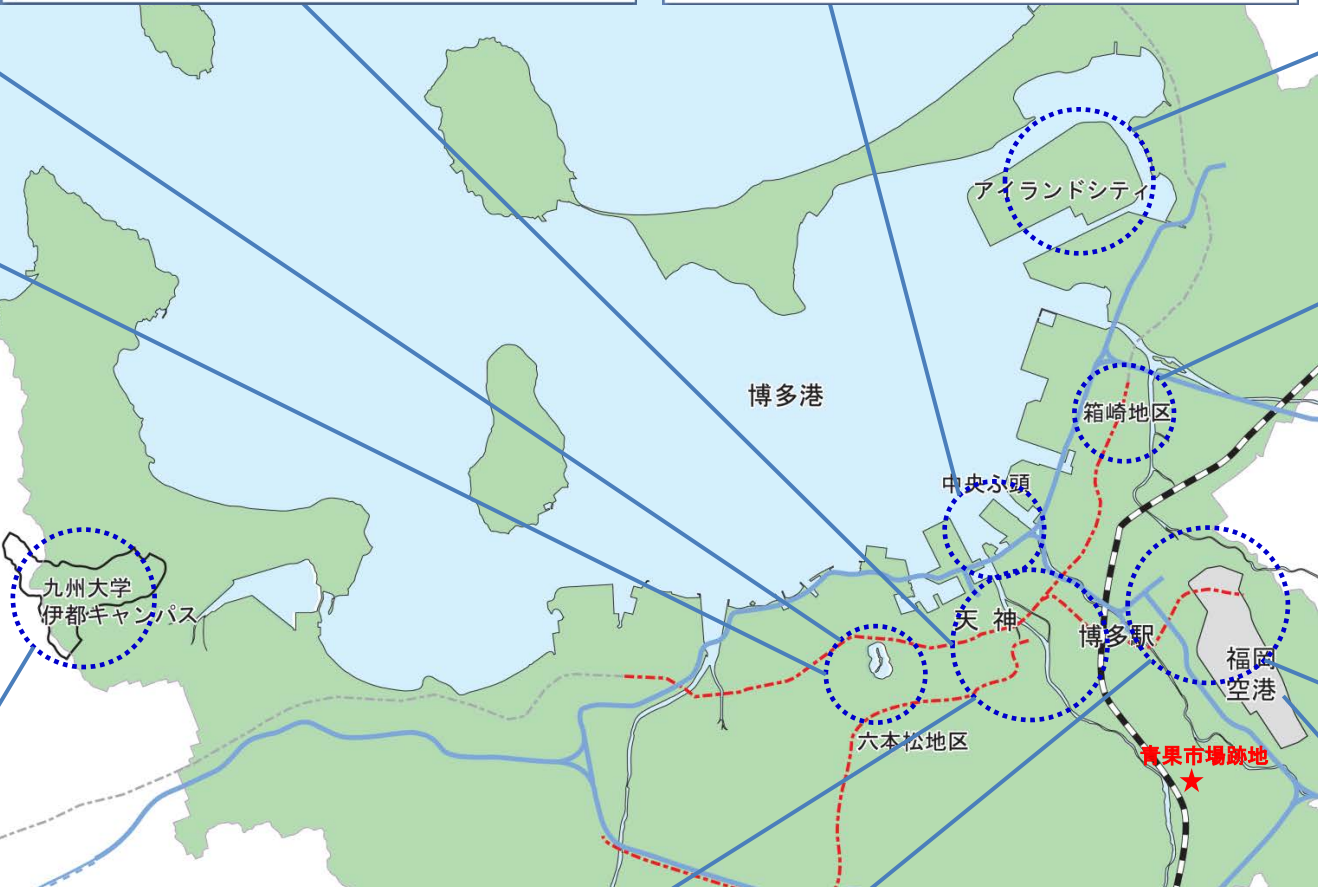 アイランドシティ
博多港
箱崎地区
中央ふ頭
九州大学
伊都キャンパス
天神
博多駅
福岡
空港
六本松地区
青果市場跡地